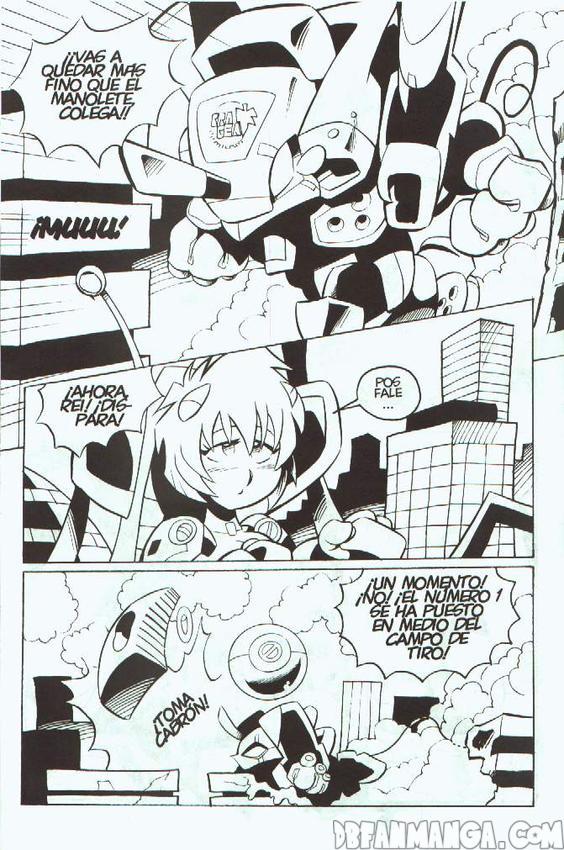 ¡¡VAS A
QUEDAR MAS
FINO QUE EL
MANOLETE,
COLEGA!!
¡MUUU!
¡AHORA,
REI! ¡DIS-
PARA!
POS
FALE
...
¡UN MOMENTO!
¡NO! ¡EL NÚMERO 1
SE HA PUESTO
EN MEDIO DEL
CAMPO DE
TIRO!
¡TOMA
CABRÓN!
DBFANMANGA.COM